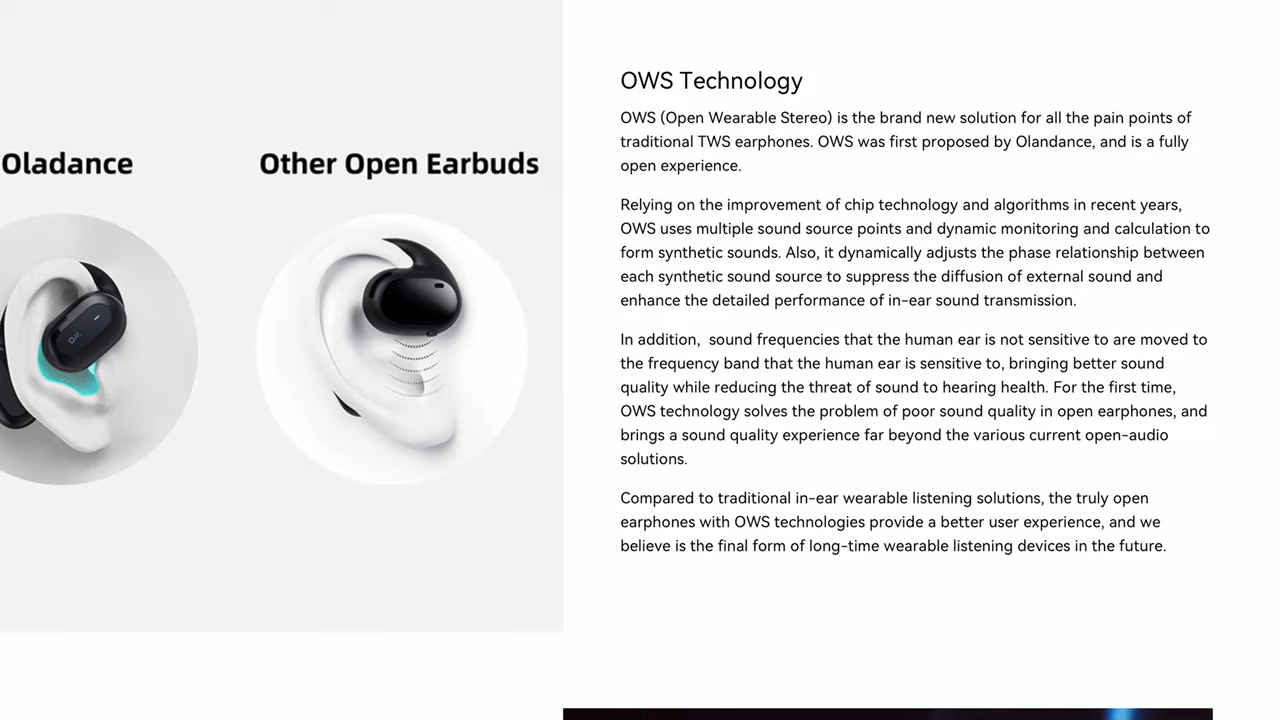 Oladance
Other Open Earbuds
OWS Technology
OWS (Open Wearable Stereo) is the brand new solution for all the pain points of
traditional TWS earphones. OWS was first proposed by Olandance, and is a fully
open experience.
Relying on the improvement of chip technology and algorithms in recent years,
OWS uses multiple sound source points and dynamic monitoring and calculation to
form synthetic sounds. Also, it dynamically adjusts the phase relationship between
each synthetic sound source to suppress the diffusion of external sound and
enhance the detailed performance of in-ear sound transmission.
In addition,  sound frequencies that the human ear is not sensitive to are moved to
the frequency band that the human ear is sensitive to, bringing better sound
quality while reducing the threat of sound to hearing health. For the first time,
OWS technology solves the problem of poor sound quality in open earphones, and
brings a sound quality experience far beyond the various current open-audio
solutions.
Compared to traditional in-ear wearable listening solutions, the truly open
earphones with OWS technologies provide a better user experience, and we
believe is the final form of long-time wearable listening devices in the future.